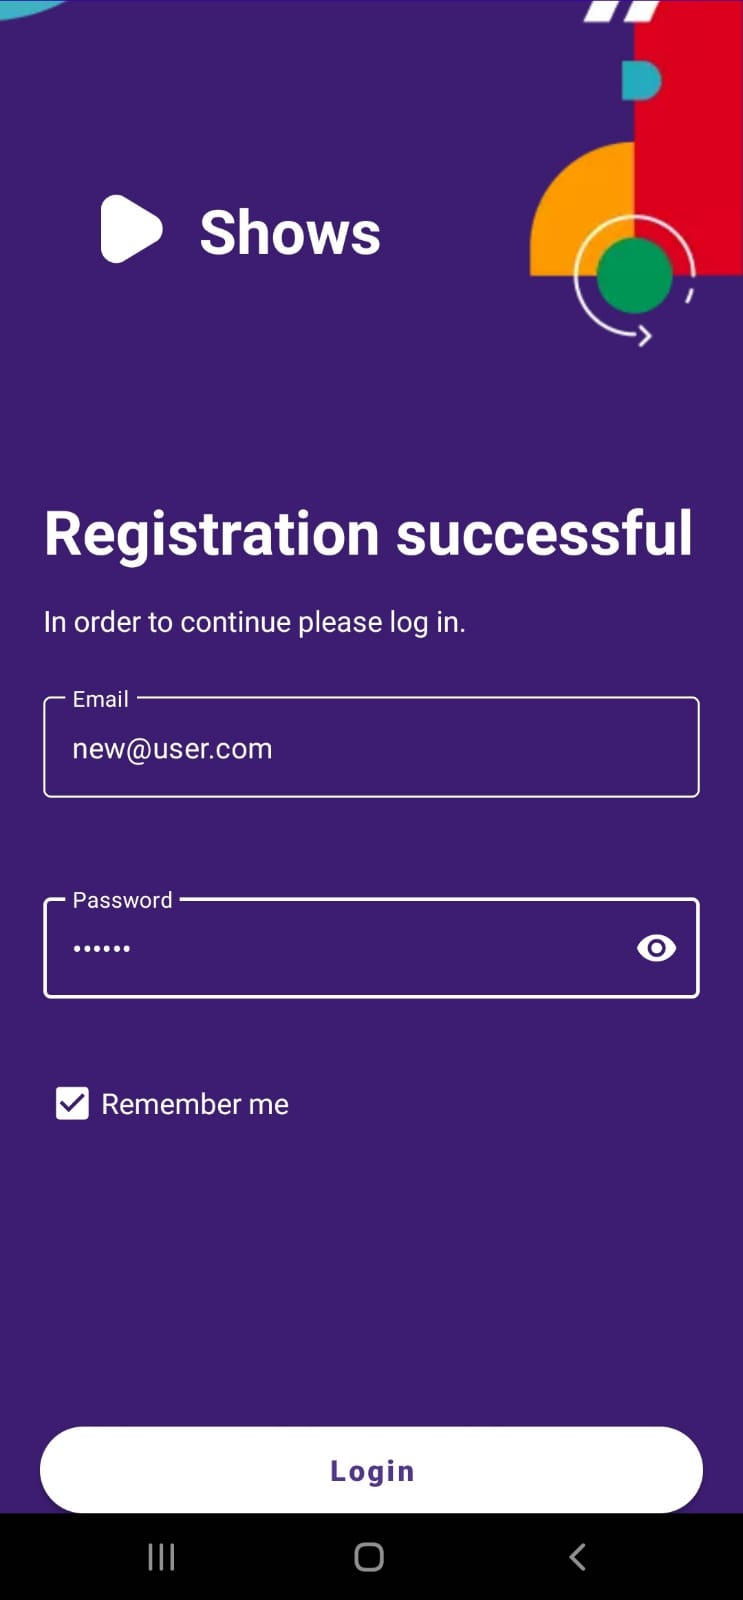 Shows
Registration successful
In order to continue please log in.
Email
new@user.com
Password
••••••
Remember me
Login